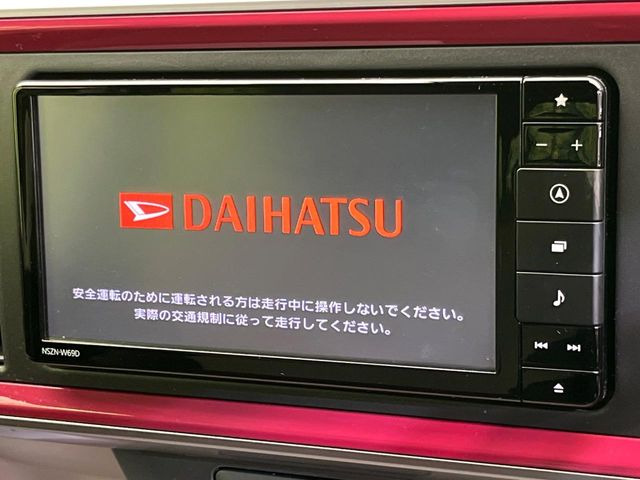 DAIHATSU
安全運転のために運転される方は走行中に操作しないでください。
実際の交通規制に従って走行してください。
NSZN-W69D